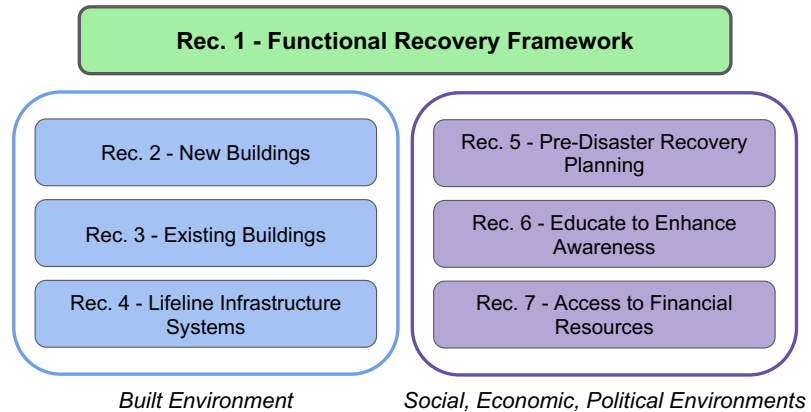 Rec. 1 - Functional Recovery Framework
Rec. 2 - New Buildings
Rec. 3 - Existing Buildings
Rec. 4 - Lifeline Infrastructure
Systems
Built Environment
Rec. 5 - Pre-Disaster Recovery
Planning
Rec. 6 - Educate to Enhance
Awareness
Rec. 7 - Access to Financial
Resources
Social, Economic, Political Environments